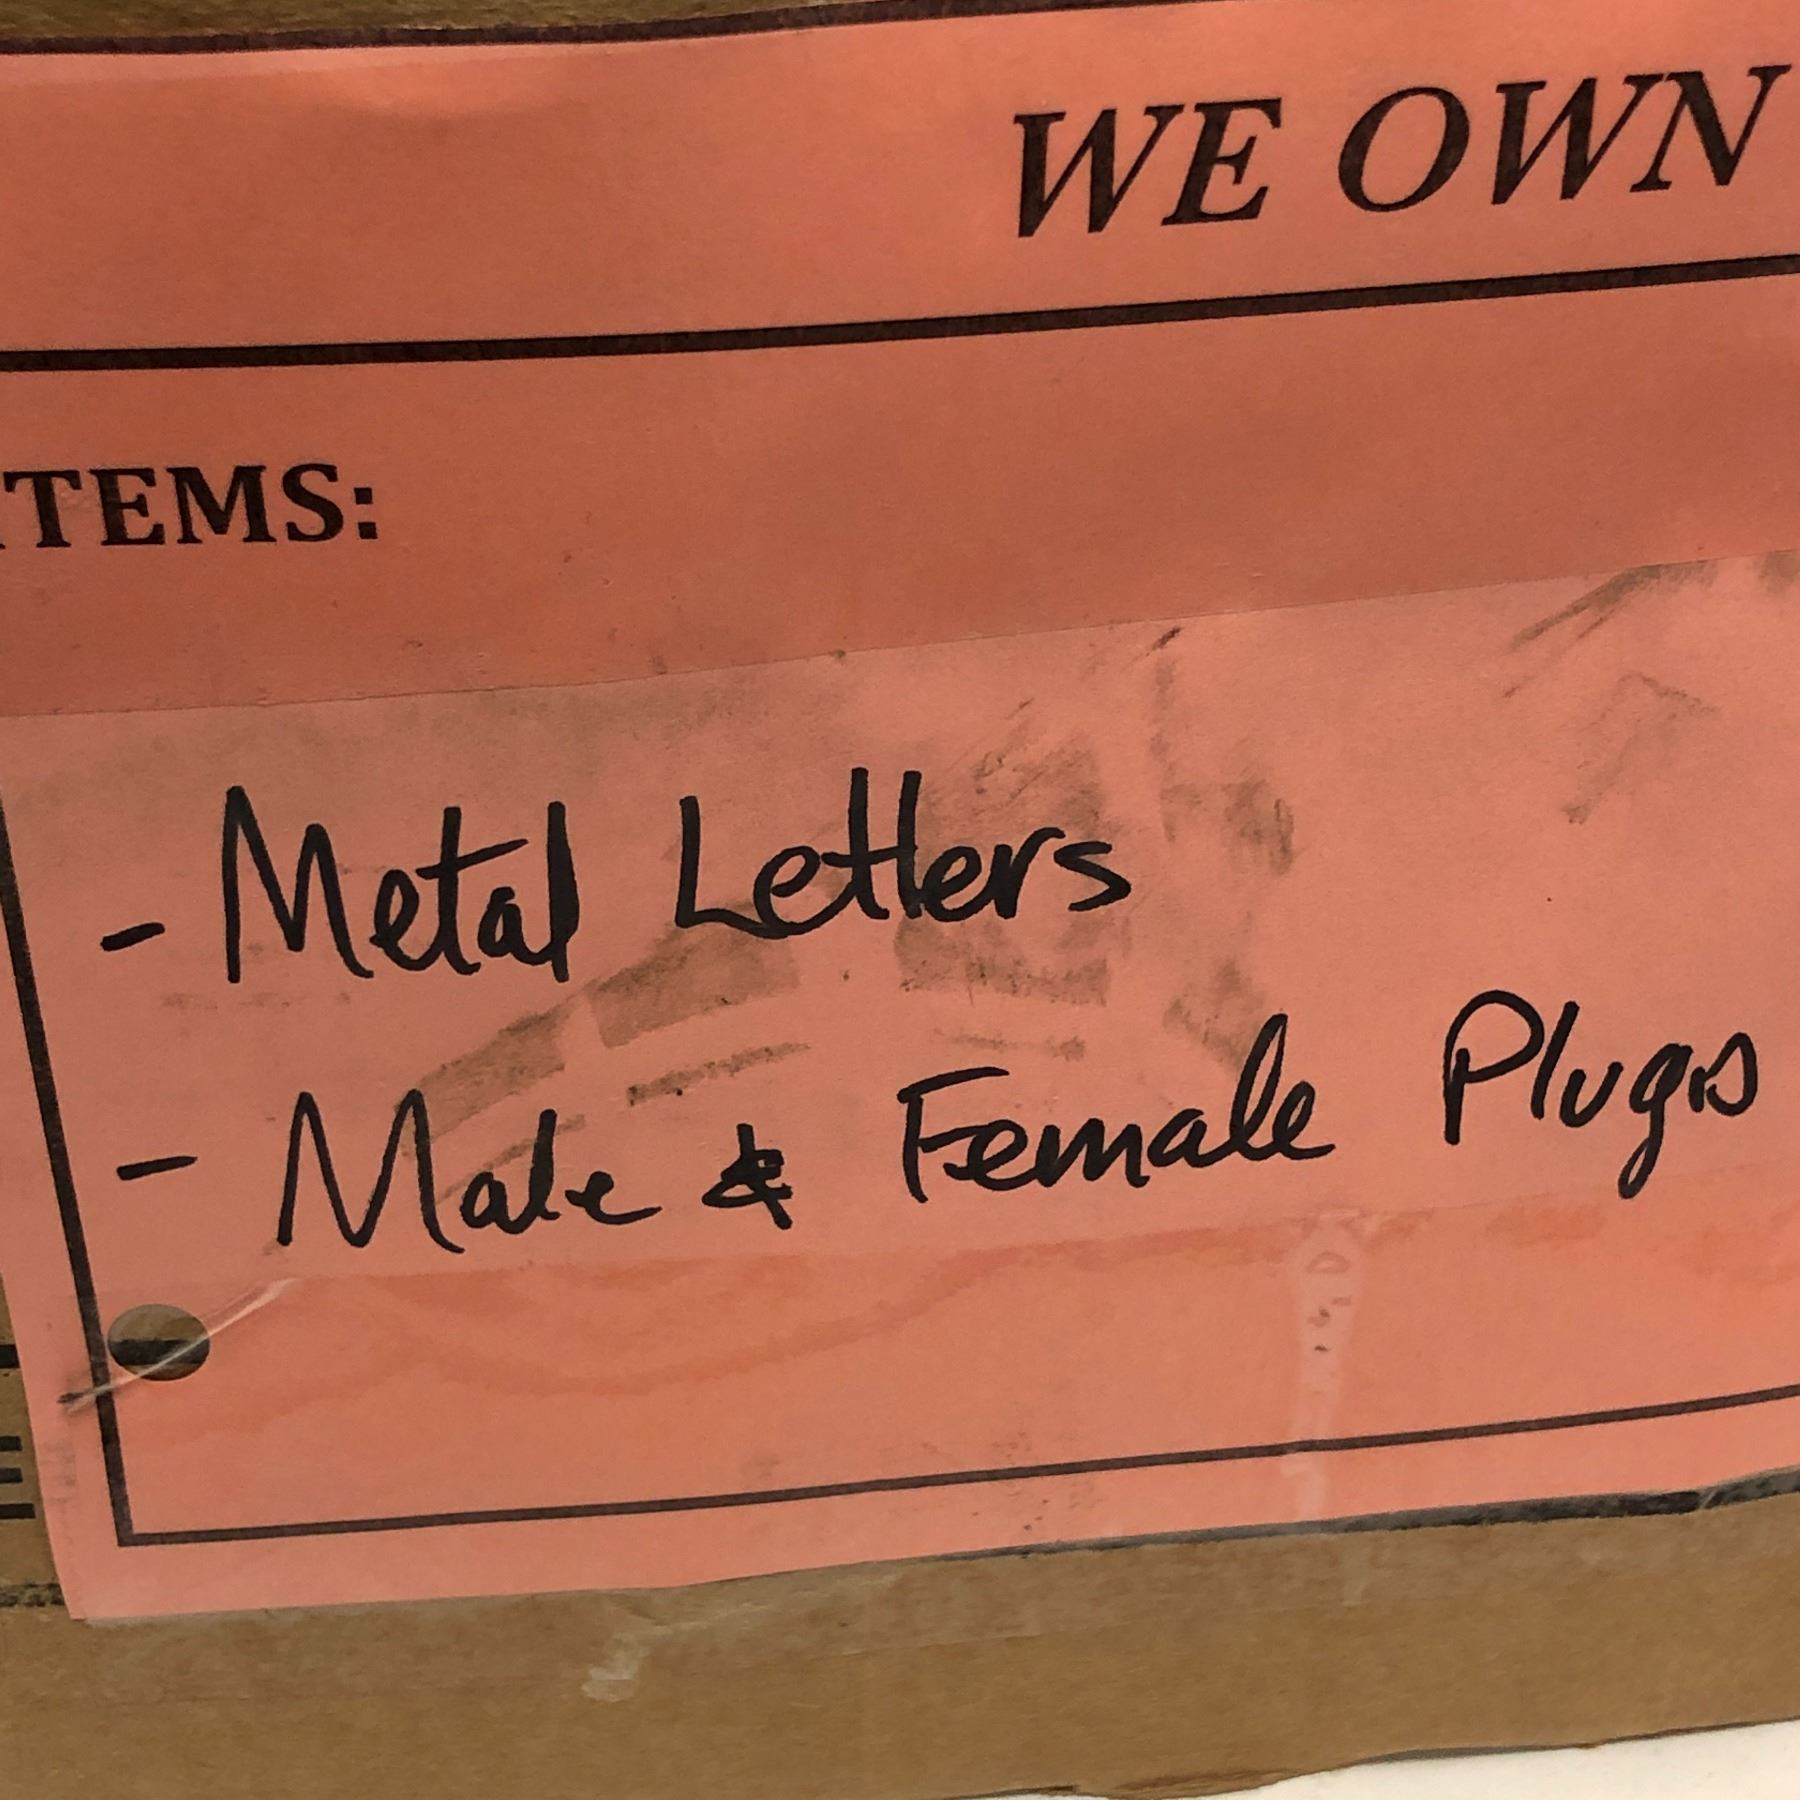 WE OWN
TEMS:
- Metal Letters
- Male & Female Plugs